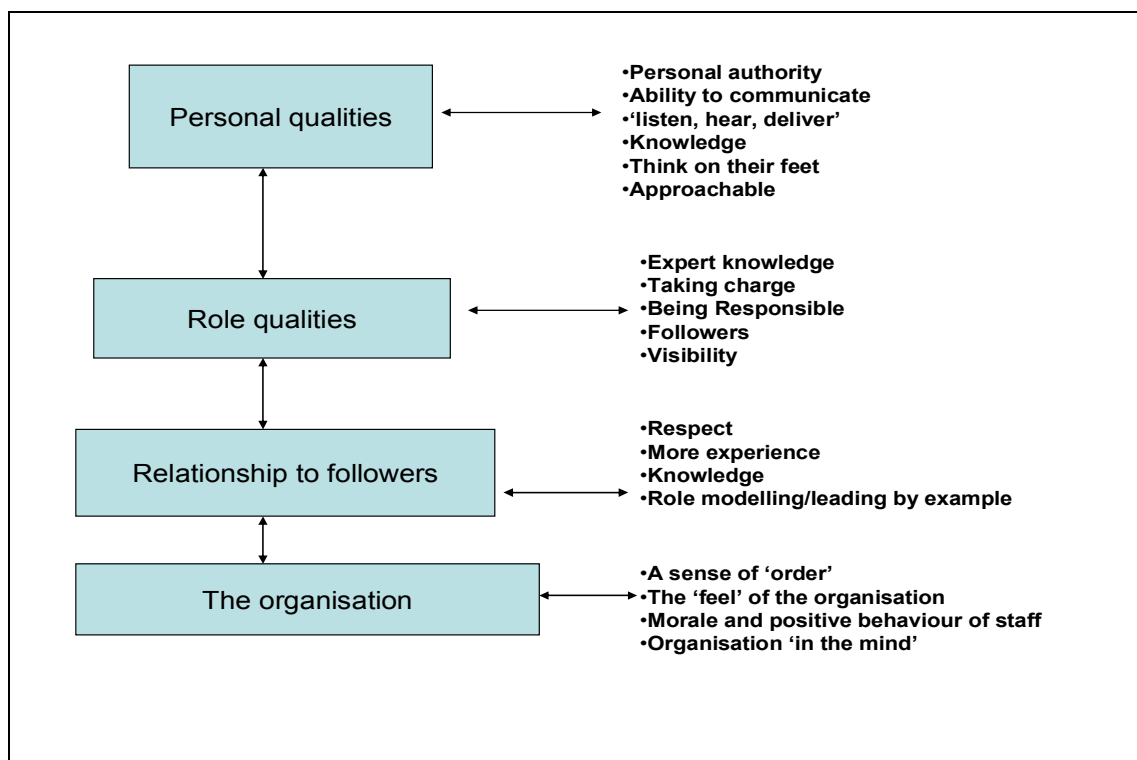 Personal qualities
•Personal authority
•Ability to communicate
•‘listen, hear, deliver’
•Knowledge
•Think on their feet
•Approachable
Role qualities
•Expert knowledge
•Taking charge
•Being Responsible
•Followers
•Visibility
Relationship to followers
•Respect
•More experience
•Knowledge
•Role modelling/leading by example
The organisation
•A sense of ‘order’
•The ‘feel’ of the organisation
•Morale and positive behaviour of staff
•Organisation ‘in the mind’